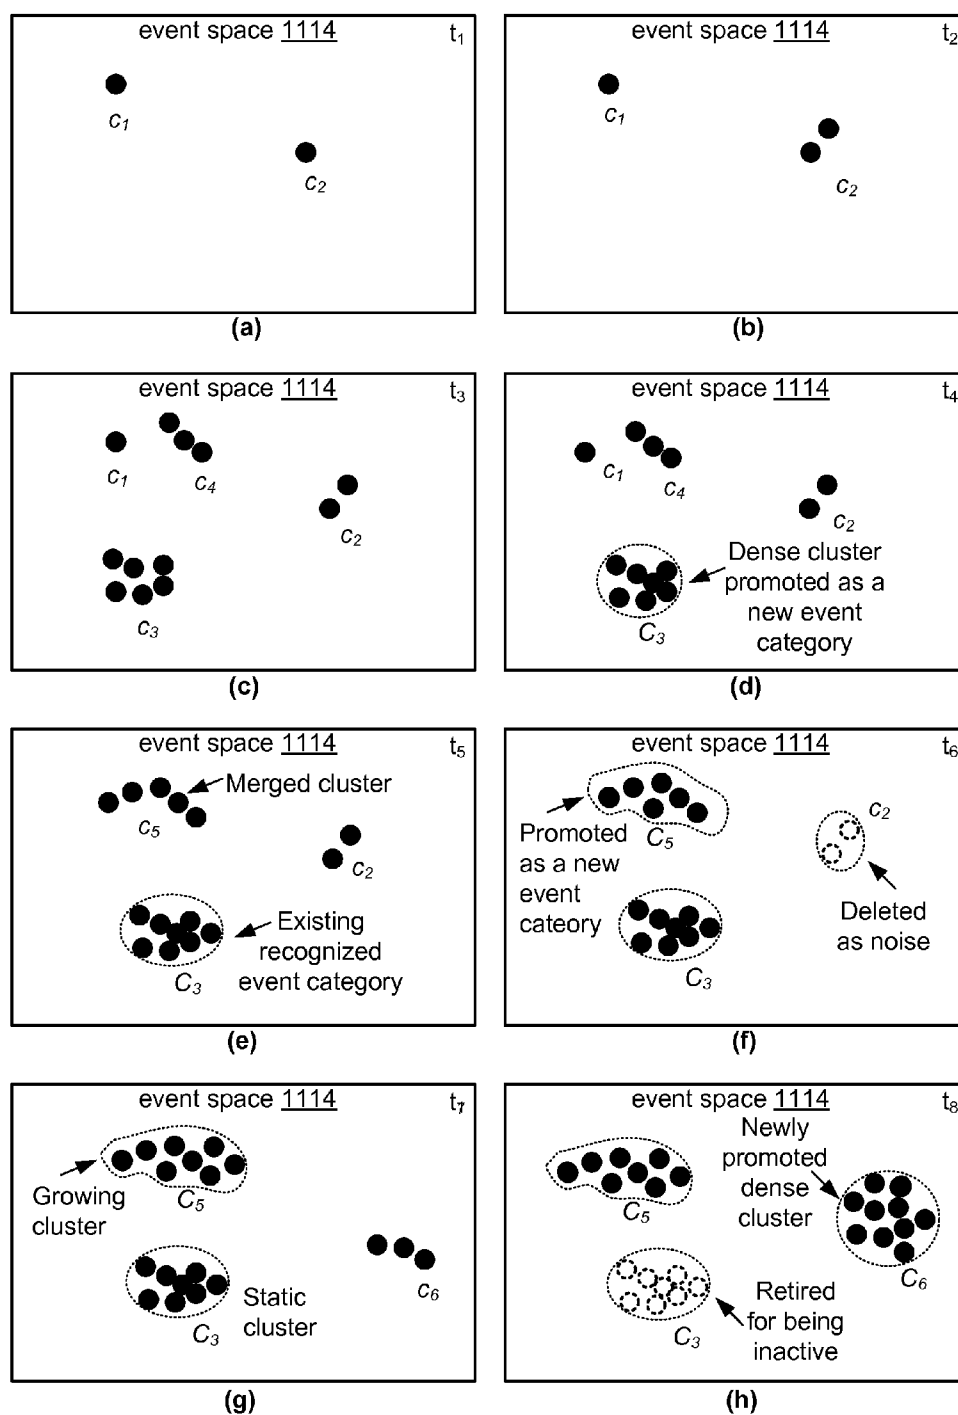 event space 1114 t1
c1
c2
(a)
event space 1114 t2
c1
c2
(b)
event space 1114 t3
c1
c4
c2
c3
(c)
event space 1114 t4
c1
c4
c2
Dense cluster
promoted as a
new event
category
C3
(d)
event space 1114 t5
Merged cluster
c5
c2
Existing
recognized
event category
C3
(e)
event space 1114 t6
c2
Promoted
as a new
event
cateory
C5
Deleted
as noise
C3
(f)
event space 1114 t7
Growing
cluster
C5
c6
Static
cluster
C3
(g)
event space 1114 t8
Newly
promoted
dense
cluster
C5
C6
Retired
for being
inactive
C3
(h)